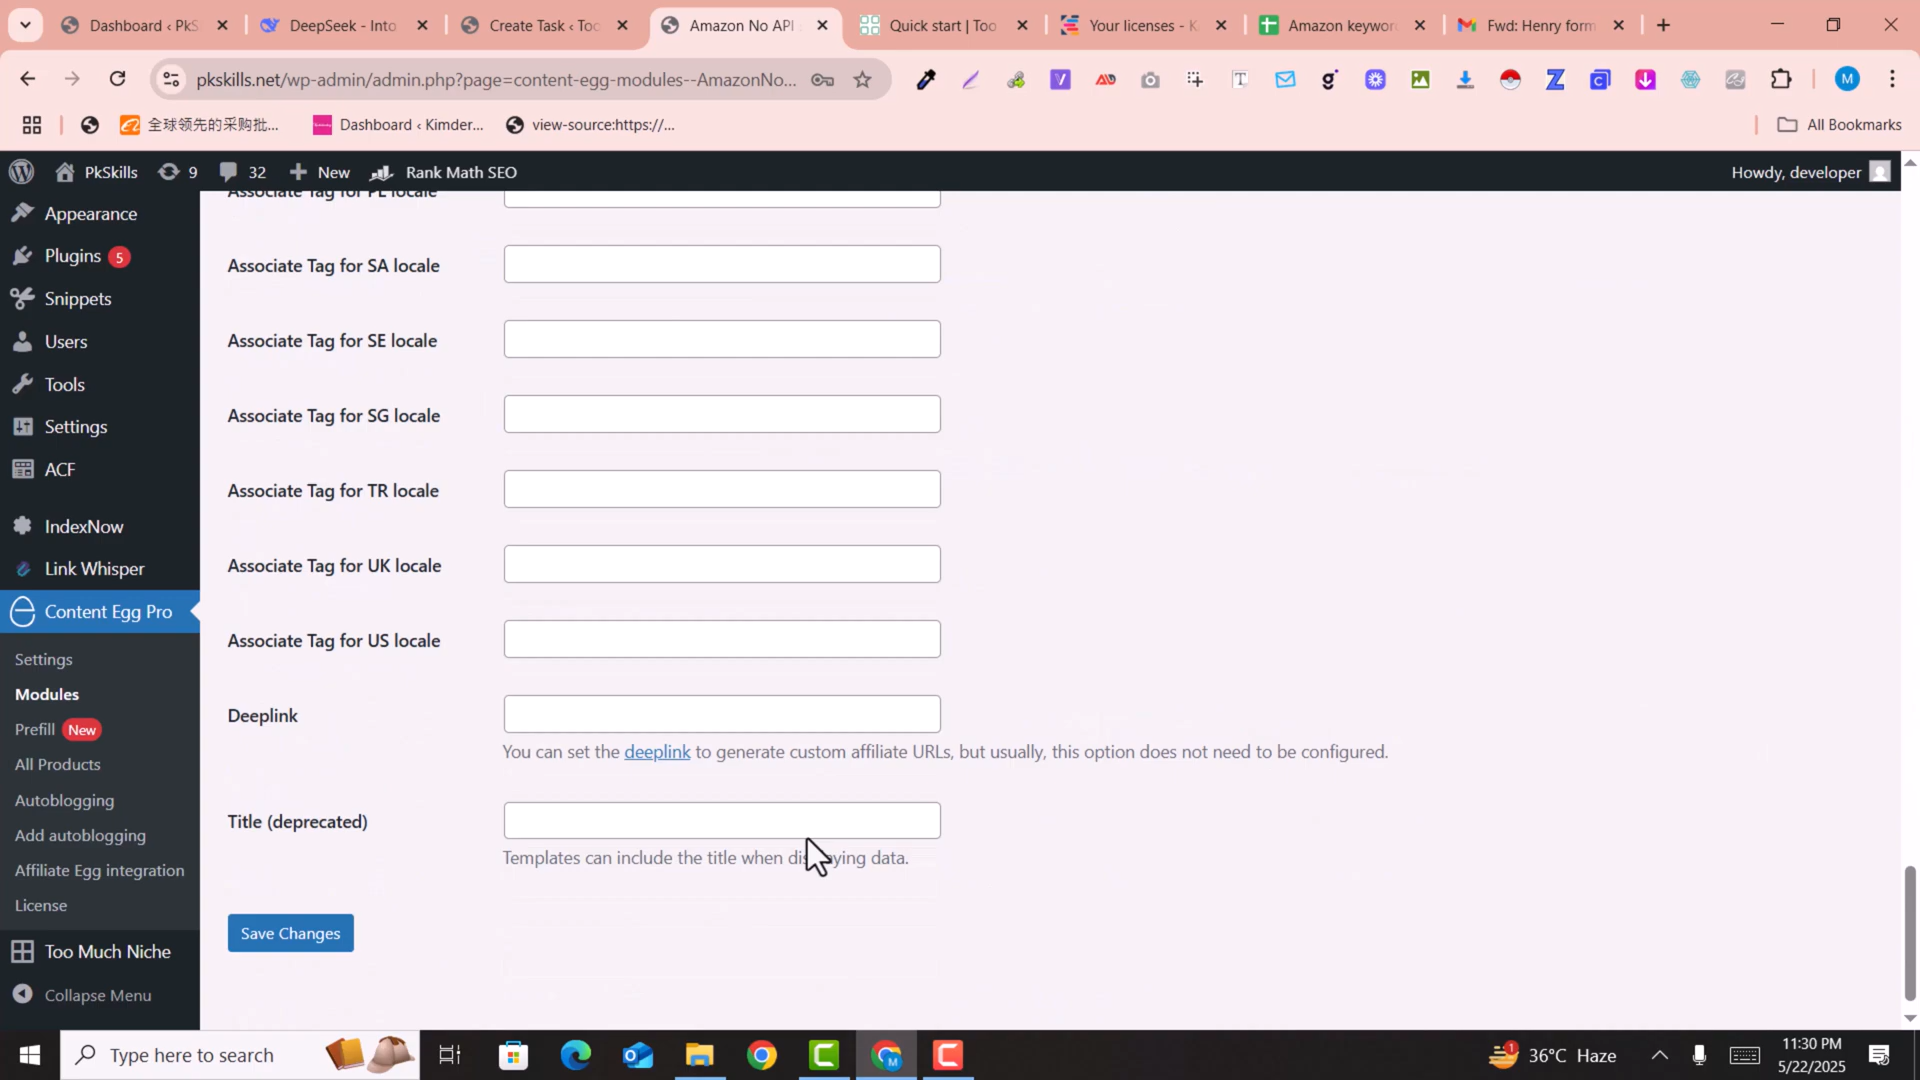 Dashboard ‹ PkS
DeepSeek - Into
Create Task ‹ Too
Amazon No API
Quick start | Too
Your licenses - K
Amazon keywor
Fwd: Henry form
pkskills.net/wp-admin/admin.php?page=content-egg-modules--AmazonNo...
全球领先的采购批...
Dashboard ‹ Kimder...
view-source:https://...
All Bookmarks
PkSkills
9
32
New
Rank Math SEO
Howdy, developer
Appearance
Plugins 5
Snippets
Users
Tools
Settings
ACF
IndexNow
Link Whisper
Content Egg Pro
Settings
Modules
Prefill New
All Products
Autoblogging
Add autoblogging
Affiliate Egg integration
License
Too Much Niche
Collapse Menu
Associate Tag for PL locale
Associate Tag for SA locale
Associate Tag for SE locale
Associate Tag for SG locale
Associate Tag for TR locale
Associate Tag for UK locale
Associate Tag for US locale
Deeplink
You can set the deeplink to generate custom affiliate URLs, but usually, this option does not need to be configured.
Title (deprecated)
Templates can include the title when displaying data.
Save Changes
Type here to search
36°C Haze
11:30 PM
5/22/2025